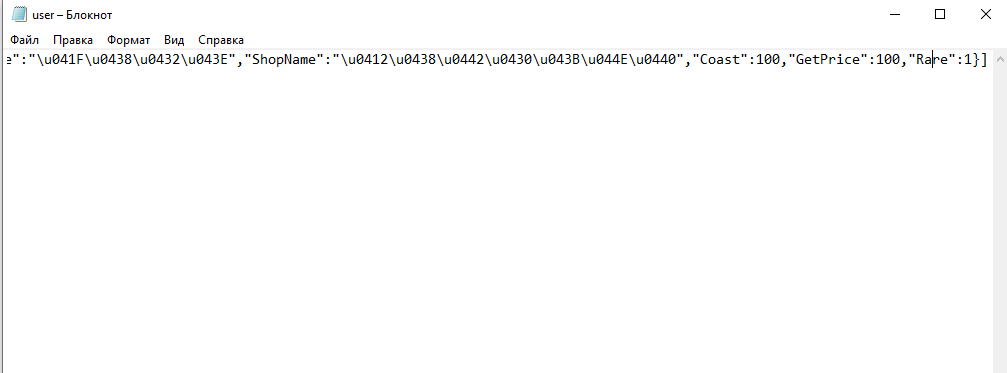 user – Блокнот
Файл Правка Формат Вид Справка
e":"\u041F\u0438\u0432\u043E","ShopName":"\u0412\u0438\u0442\u0430\u043B\u044E\u0440","Coast":100,"GetPrice":100,"Rare":1}]